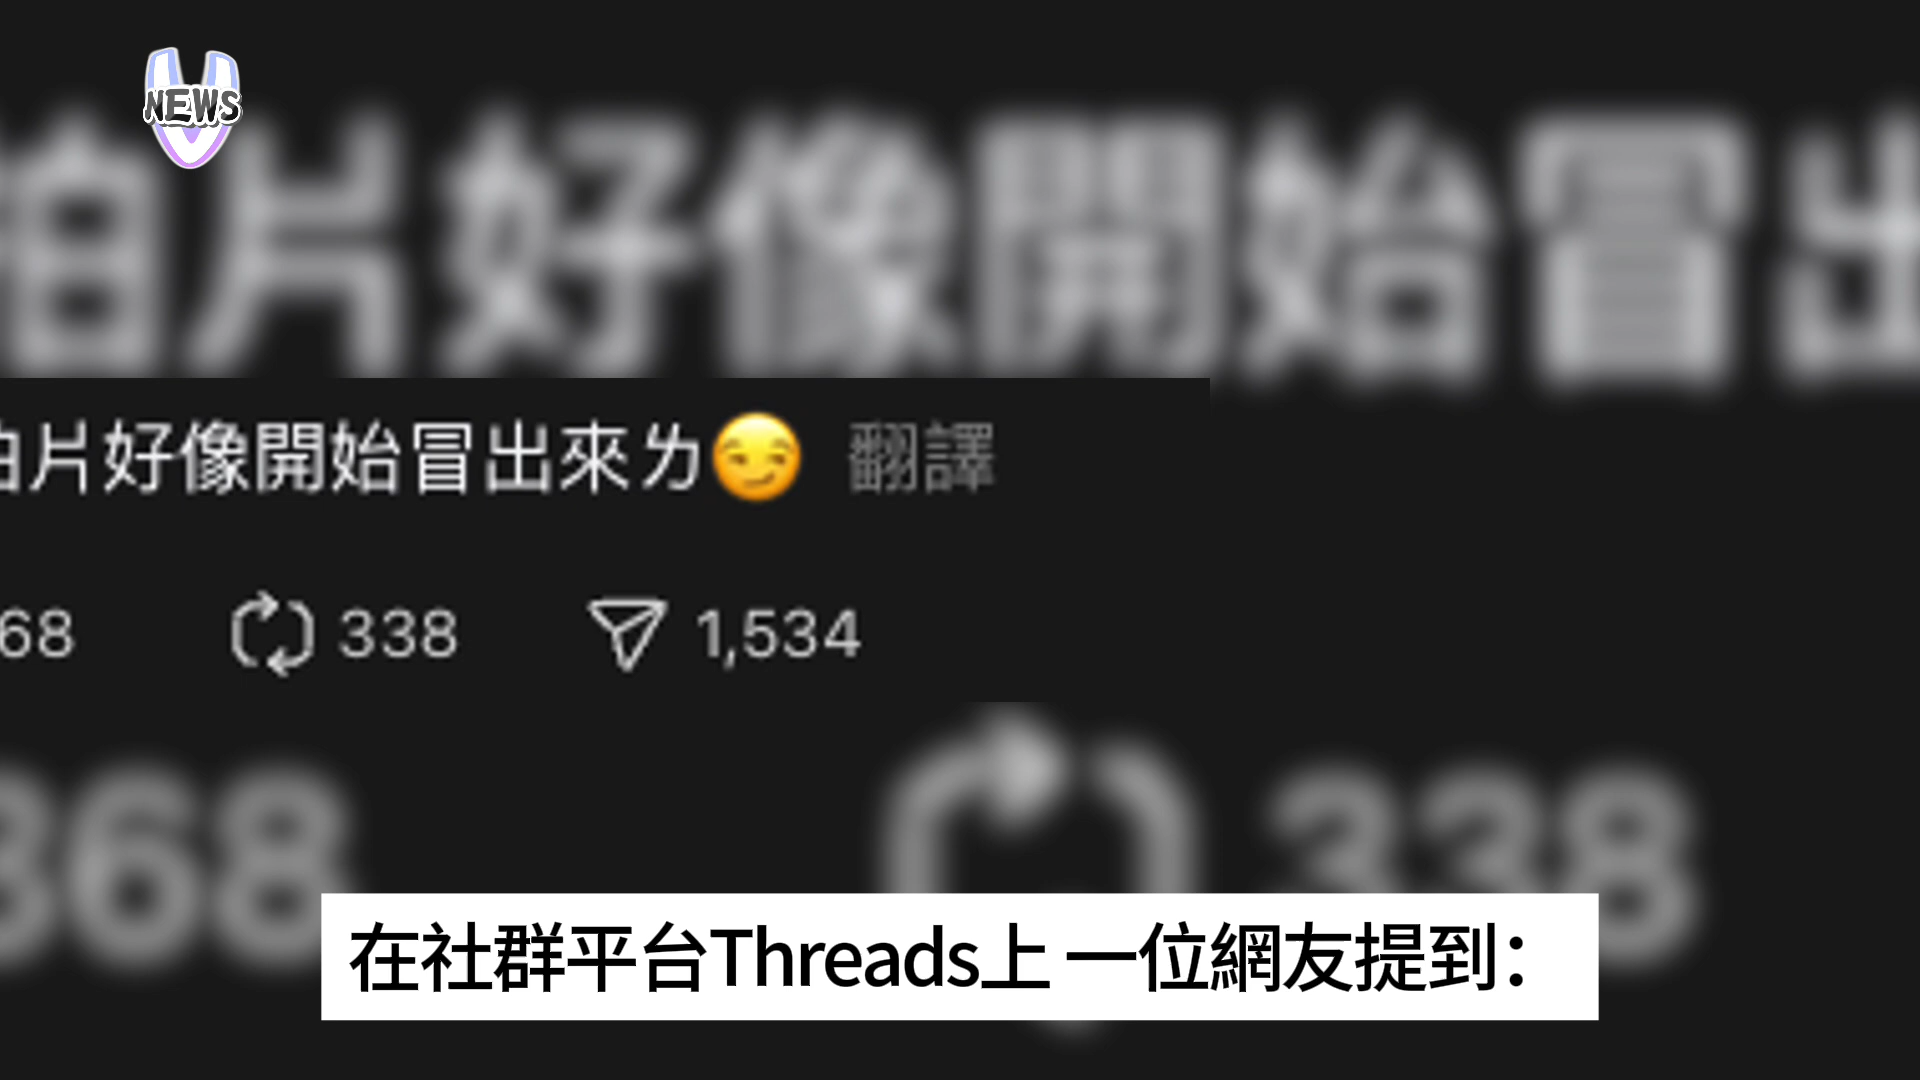 NEWS
拍片好像開始冒出
片好像開始冒出來ㄌ😏 翻譯
68 338 1,534
368 338
在社群平台Threads上 一位網友提到：